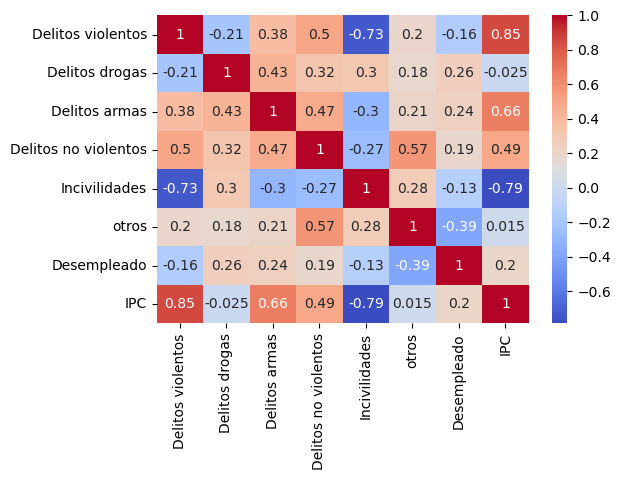 Delitos violentos 1 -0.21 0.38 0.5 -0.73 0.2 -0.16 0.85
Delitos drogas -0.21 1 0.43 0.32 0.3 0.18 0.26 -0.025
Delitos armas 0.38 0.43 1 0.47 -0.3 0.21 0.24 0.66
Delitos no violentos 0.5 0.32 0.47 1 -0.27 0.57 0.19 0.49
Incivilidades -0.73 0.3 -0.3 -0.27 1 0.28 -0.13 -0.79
otros 0.2 0.18 0.21 0.57 0.28 1 -0.39 0.015
Desempleado -0.16 0.26 0.24 0.19 -0.13 -0.39 1 0.2
IPC 0.85 -0.025 0.66 0.49 -0.79 0.015 0.2 1
Delitos violentos
Delitos drogas
Delitos armas
Delitos no violentos
Incivilidades
otros
Desempleado
IPC
1.0
0.8
0.6
0.4
0.2
0.0
−0.2
−0.4
−0.6